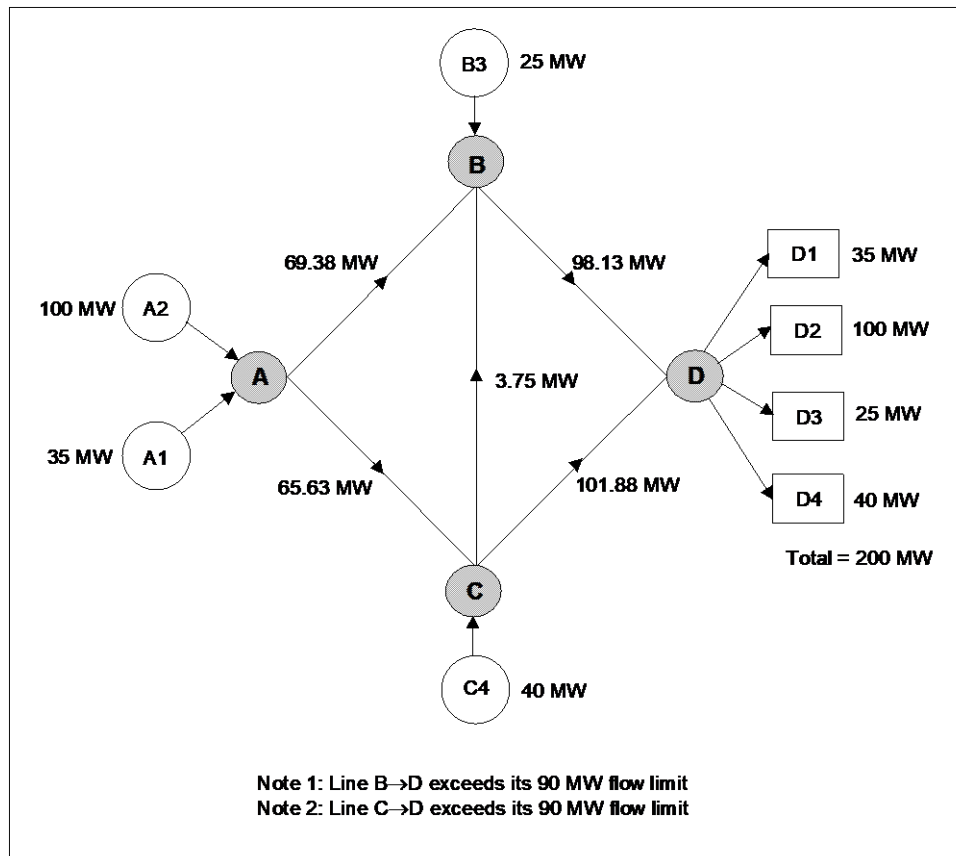 B3 25 MW
B
69.38 MW 98.13 MW
D1 35 MW
100 MW A2
D2 100 MW
A 3.75 MW D
D3 25 MW
35 MW A1
65.63 MW 101.88 MW
D4 40 MW
Total = 200 MW
C
C4 40 MW
Note 1: Line B→D exceeds its 90 MW flow limit
Note 2: Line C→D exceeds its 90 MW flow limit